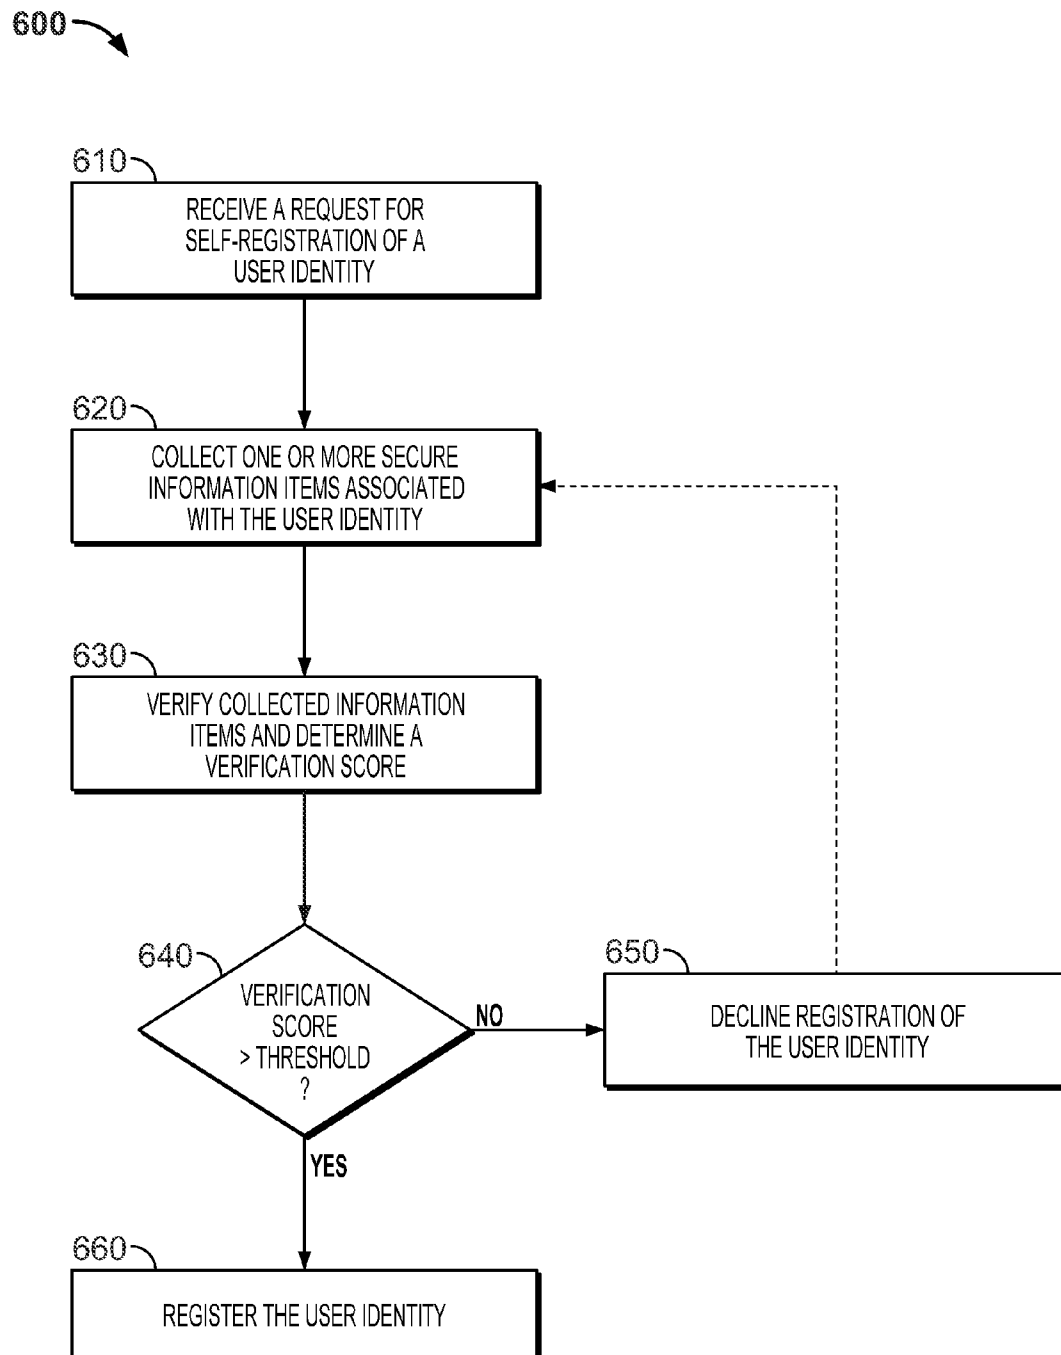 600
610
RECEIVE A REQUEST FOR
SELF-REGISTRATION OF A
USER IDENTITY
620
COLLECT ONE OR MORE SECURE
INFORMATION ITEMS ASSOCIATED
WITH THE USER IDENTITY
630
VERIFY COLLECTED INFORMATION
ITEMS AND DETERMINE A
VERIFICATION SCORE
640
VERIFICATION
SCORE
> THRESHOLD
?
NO
650
DECLINE REGISTRATION OF
THE USER IDENTITY
YES
660
REGISTER THE USER IDENTITY